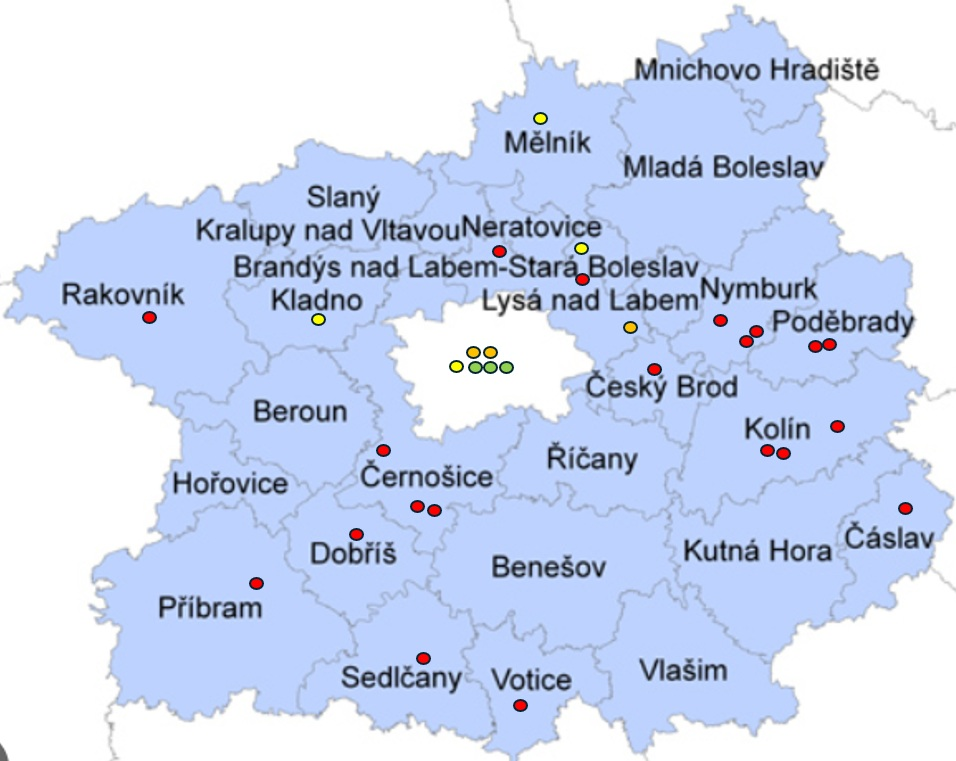 Mnichovo Hradiště
Mělník
Mladá Boleslav
Slaný
Kralupy nad Vltavou
Neratovice
Brandýs nad Labem-Stará Boleslav
Rakovník
Kladno
Lysá nad Labem
Nymburk
Poděbrady
Český Brod
Beroun
Kolín
Říčany
Černošice
Hořovice
Čáslav
Dobříš
Benešov
Kutná Hora
Příbram
Sedlčany
Votice
Vlašim